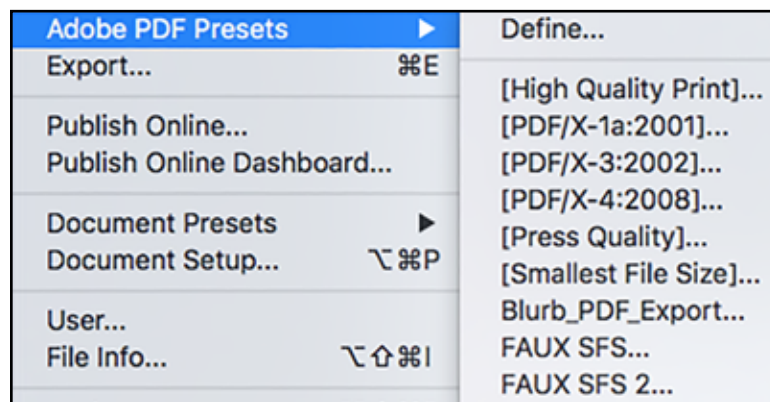 Adobe PDF Presets ▶
Export... ⌘E
Publish Online...
Publish Online Dashboard...
Document Presets ▶
Document Setup... ⌥⌘P
User...
File Info... ⌥⇧⌘I
Define...
[High Quality Print]...
[PDF/X-1a:2001]...
[PDF/X-3:2002]...
[PDF/X-4:2008]...
[Press Quality]...
[Smallest File Size]...
Blurb_PDF_Export...
FAUX SFS...
FAUX SFS 2...